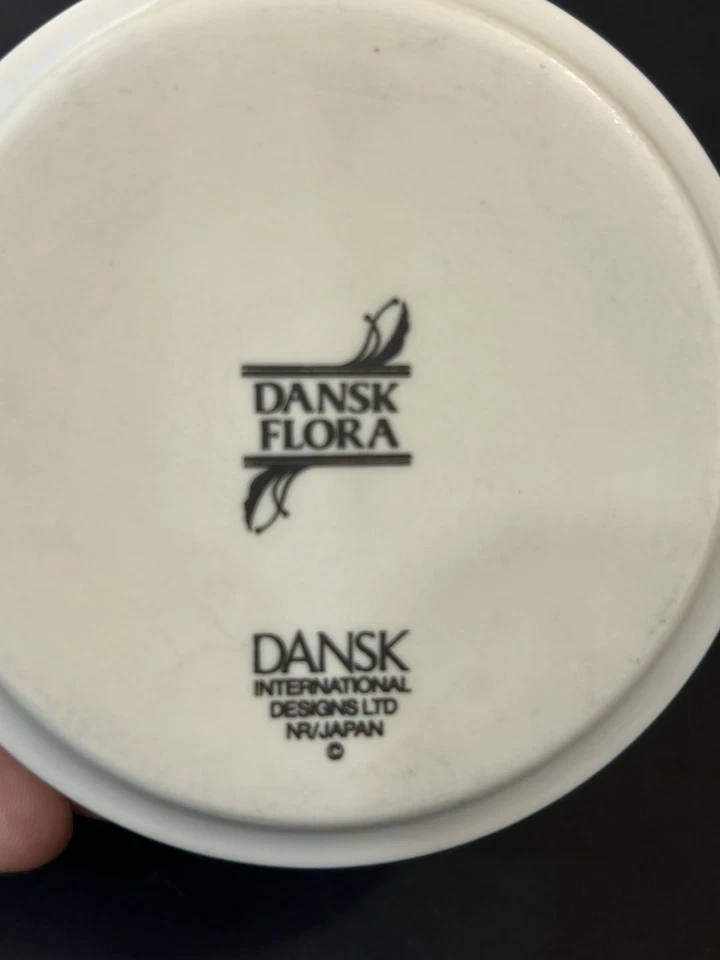 DANSK
FLORA
DANSK
INTERNATIONAL
DESIGNS LTD
NR/JAPAN
©